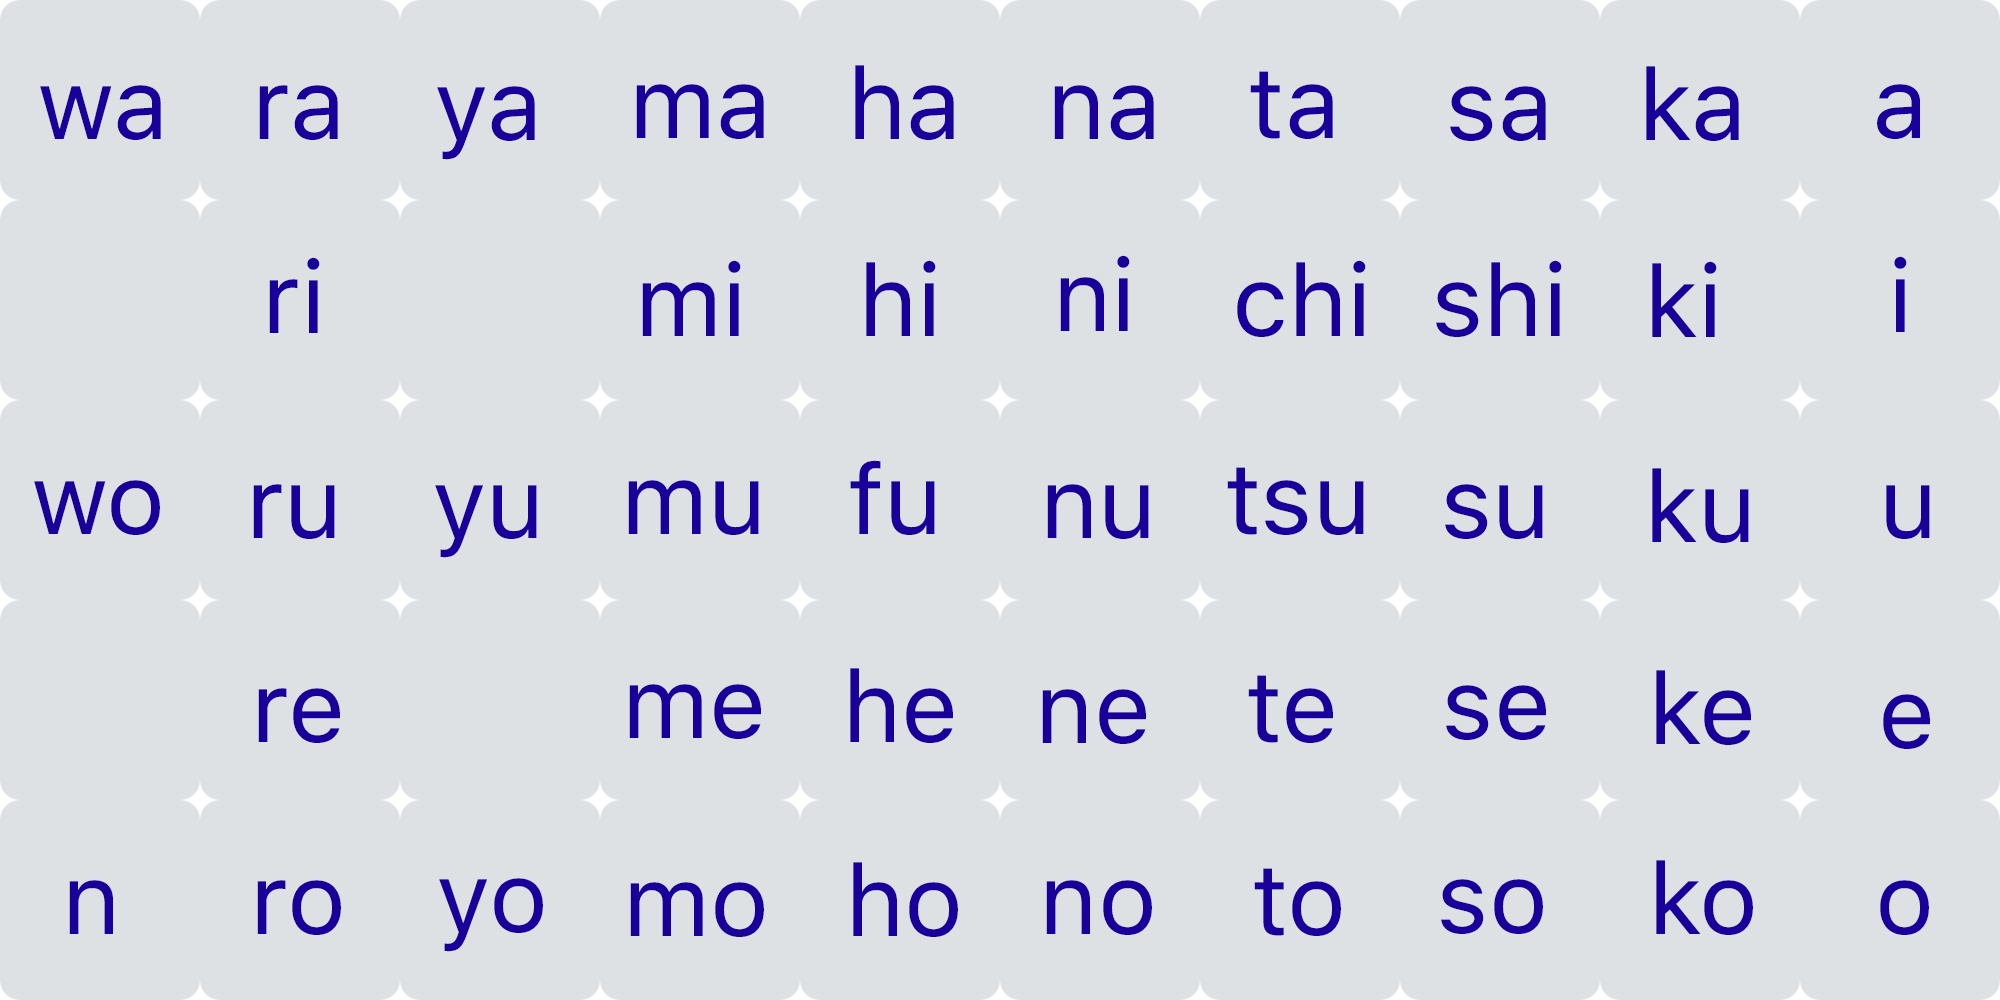 wa ra ya ma ha na ta sa ka a
ri mi hi ni chi shi ki i
wo ru yu mu fu nu tsu su ku u
re me he ne te se ke e
n ro yo mo ho no to so ko o